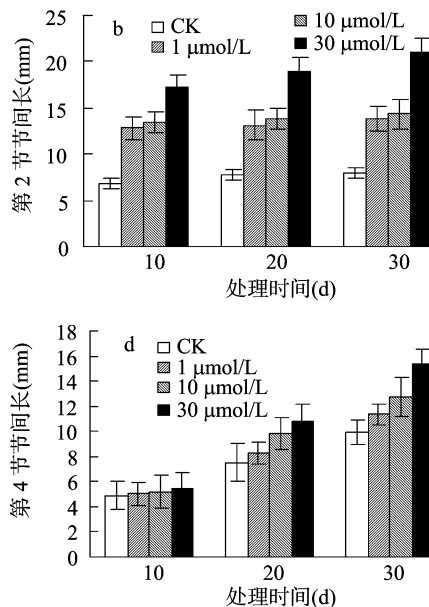 b
CK
1 μmol/L
10 μmol/L
30 μmol/L
第 2 节节间长(mm)
25
20
15
10
5
0
10 20 30
处理时间(d)
d
CK
1 μmol/L
10 μmol/L
30 μmol/L
第 4 节节间长(mm)
18
16
14
12
10
8
6
4
2
0
10 20 30
处理时间(d)